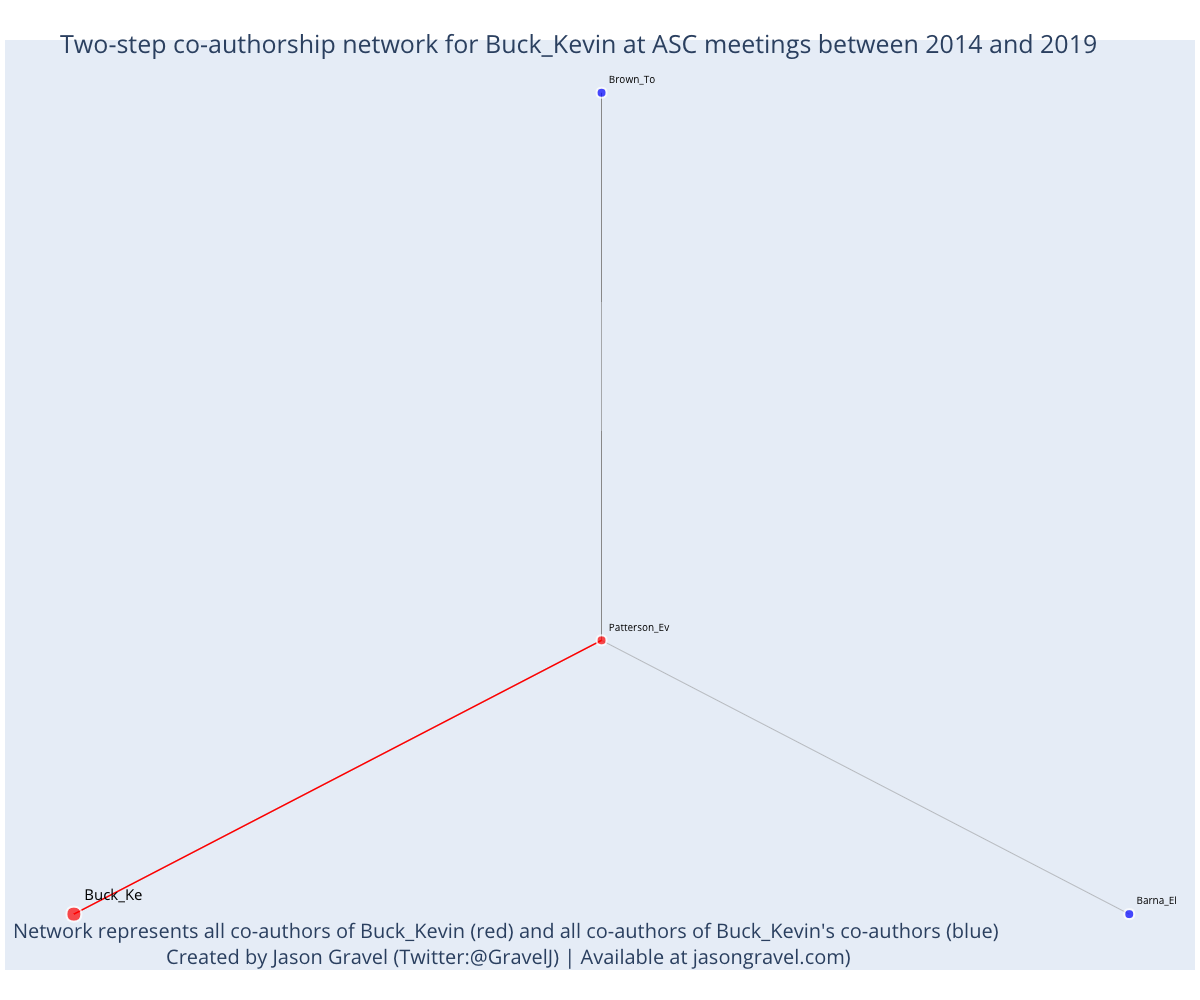 Two-step co-authorship network for Buck_Kevin at ASC meetings between 2014 and 2019
Brown_To
Patterson_Ev
Buck_Ke
Barna_El
Network represents all co-authors of Buck_Kevin (red) and all co-authors of Buck_Kevin's co-authors (blue)
Created by Jason Gravel (Twitter:@GravelJ) | Available at jasongravel.com)